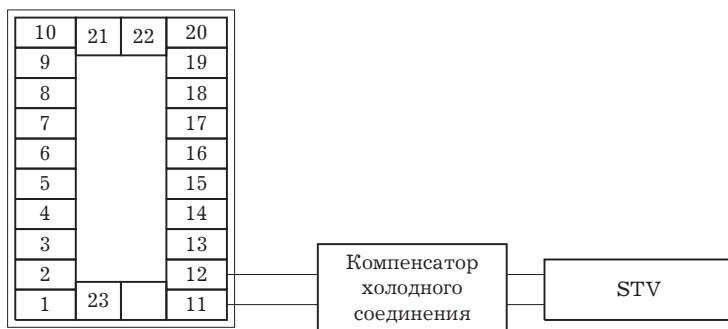 10 21 22 20
9 19
8 18
7 17
6 16
5 15
4 14
3 13
2 12
1 23 11
Компенсатор
холодного
соединения
STV